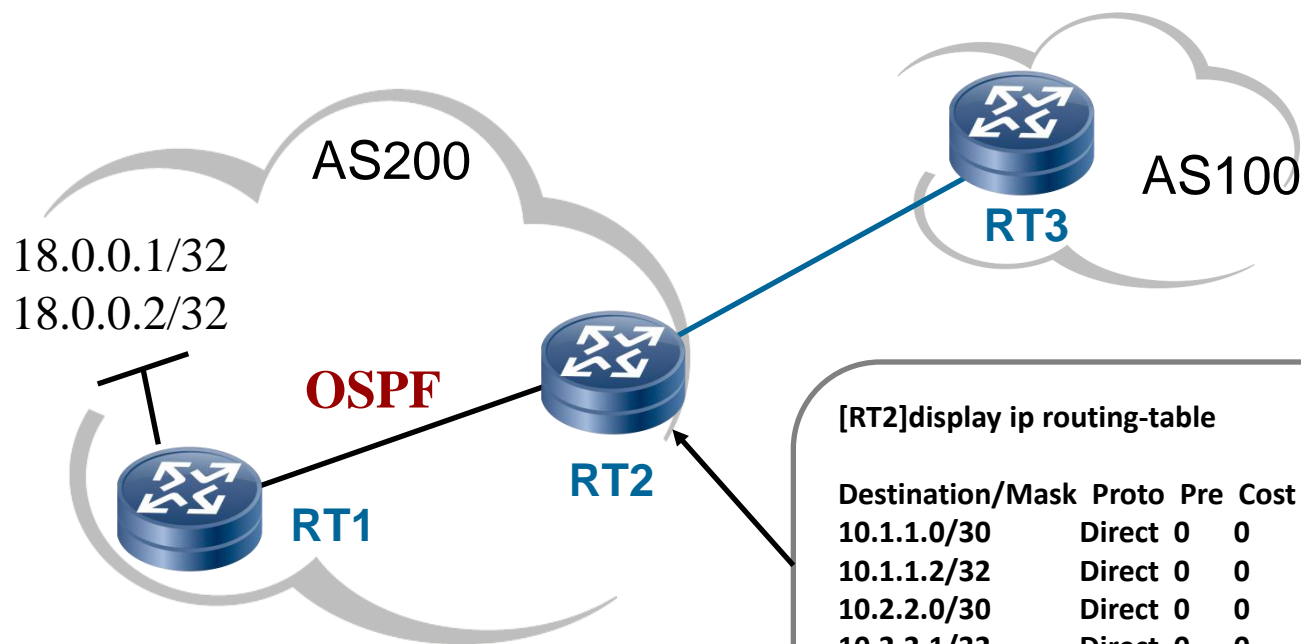 AS200
AS100
RT3
18.0.0.1/32
18.0.0.2/32
OSPF
RT2
RT1
[RT2]display ip routing-table
Destination/Mask Proto Pre Cost
10.1.1.0/30 Direct 0 0
10.1.1.2/32 Direct 0 0
10.2.2.0/30 Direct 0 0